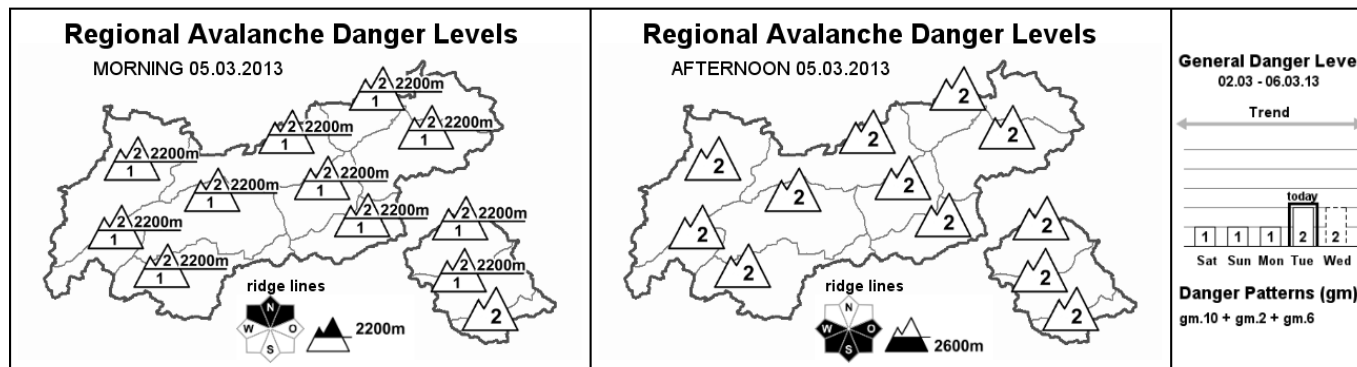 Regional Avalanche Danger Levels
MORNING 05.03.2013
2 2200m
1
2 2200m
1
2 2200m
1
2 2200m
1
2 2200m
1
2 2200m
1
2 2200m
1
2 2200m
1
2 2200m
1
2 2200m
1
2 2200m
1
2
ridge lines
N
W O
S
2200m
Regional Avalanche Danger Levels
AFTERNOON 05.03.2013
2
2
2
2
2
2
2
2
2
2
2
2
ridge lines
N
W O
S
2600m
General Danger Level
02.03 - 06.03.13
Trend
today
1 1 1 2 2
Sat Sun Mon Tue Wed
Danger Patterns (gm)
gm.10 + gm.2 + gm.6